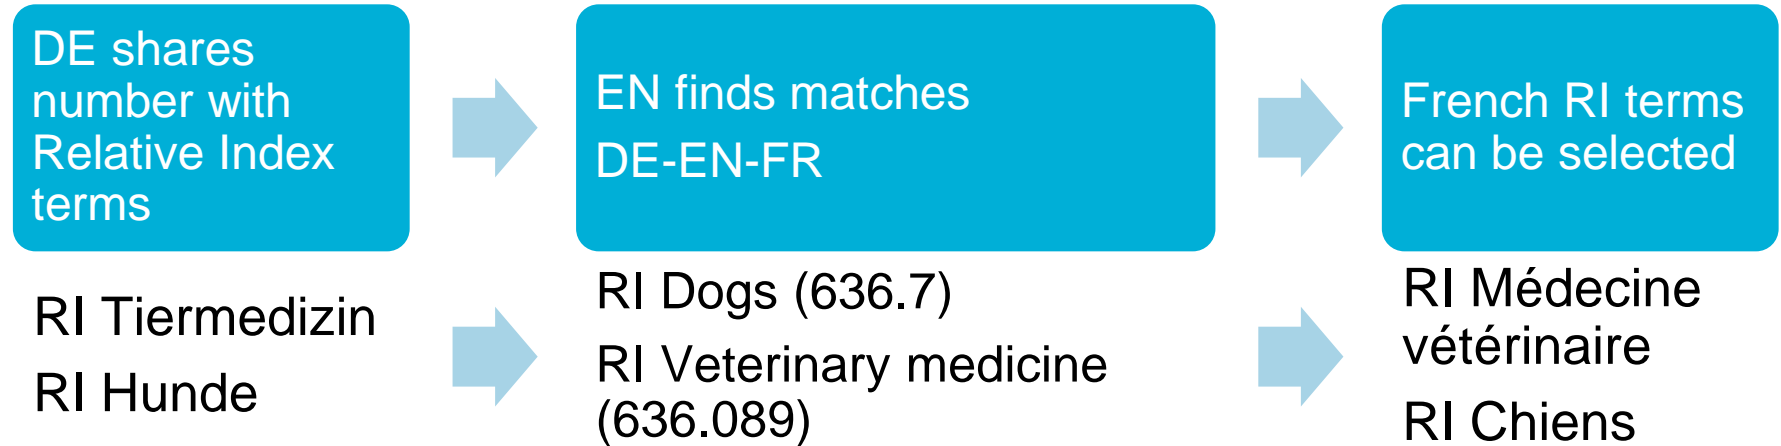 DE shares
number with
Relative Index
terms
EN finds matches
DE-EN-FR
French RI terms
can be selected
RI Tiermedizin
RI Hunde
RI Dogs (636.7)
RI Veterinary medicine
(636.089)
RI Médecine
vétérinaire
RI Chiens